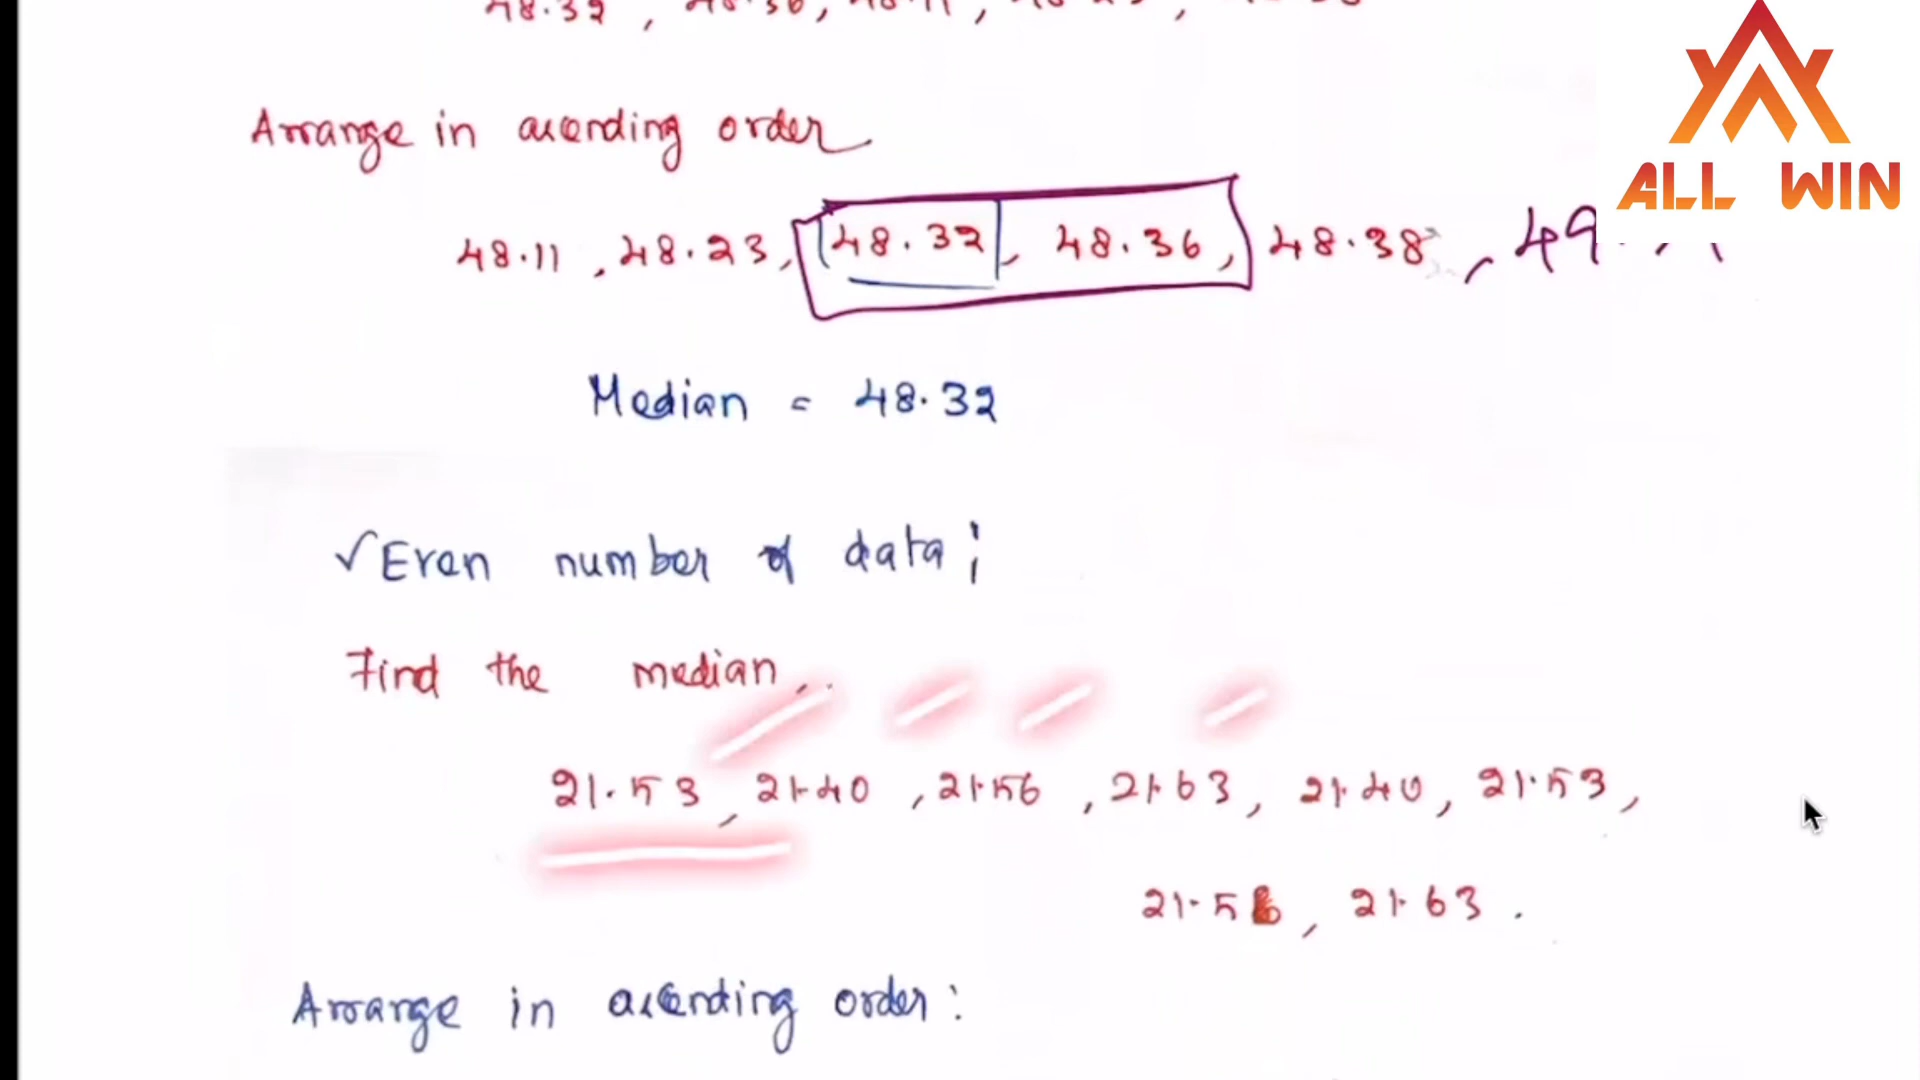 48.32
Arrange in ascending order
48.11 , 48.23 , 48.32 , 48.36 , 48.38 , 49.
Median = 48.32
✓ Even number of data ;
Find the median
21.53 , 21.40 , 21.56 , 21.63 , 21.40 , 21.53 ,
21.56 , 21.63 .
Arrange in ascending order :
ALL WIN